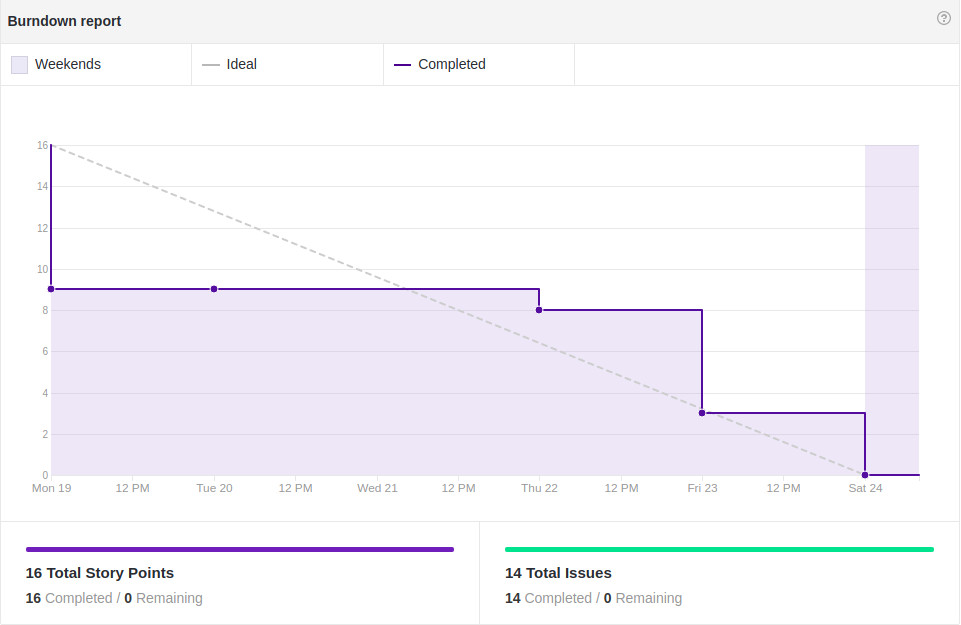 Burndown report
?
Weekends
Ideal
Completed
16
14
12
10
8
6
4
2
0
Mon 19 12 PM Tue 20 12 PM Wed 21 12 PM Thu 22 12 PM Fri 23 12 PM Sat 24
16 Total Story Points
16 Completed / 0 Remaining
14 Total Issues
14 Completed / 0 Remaining